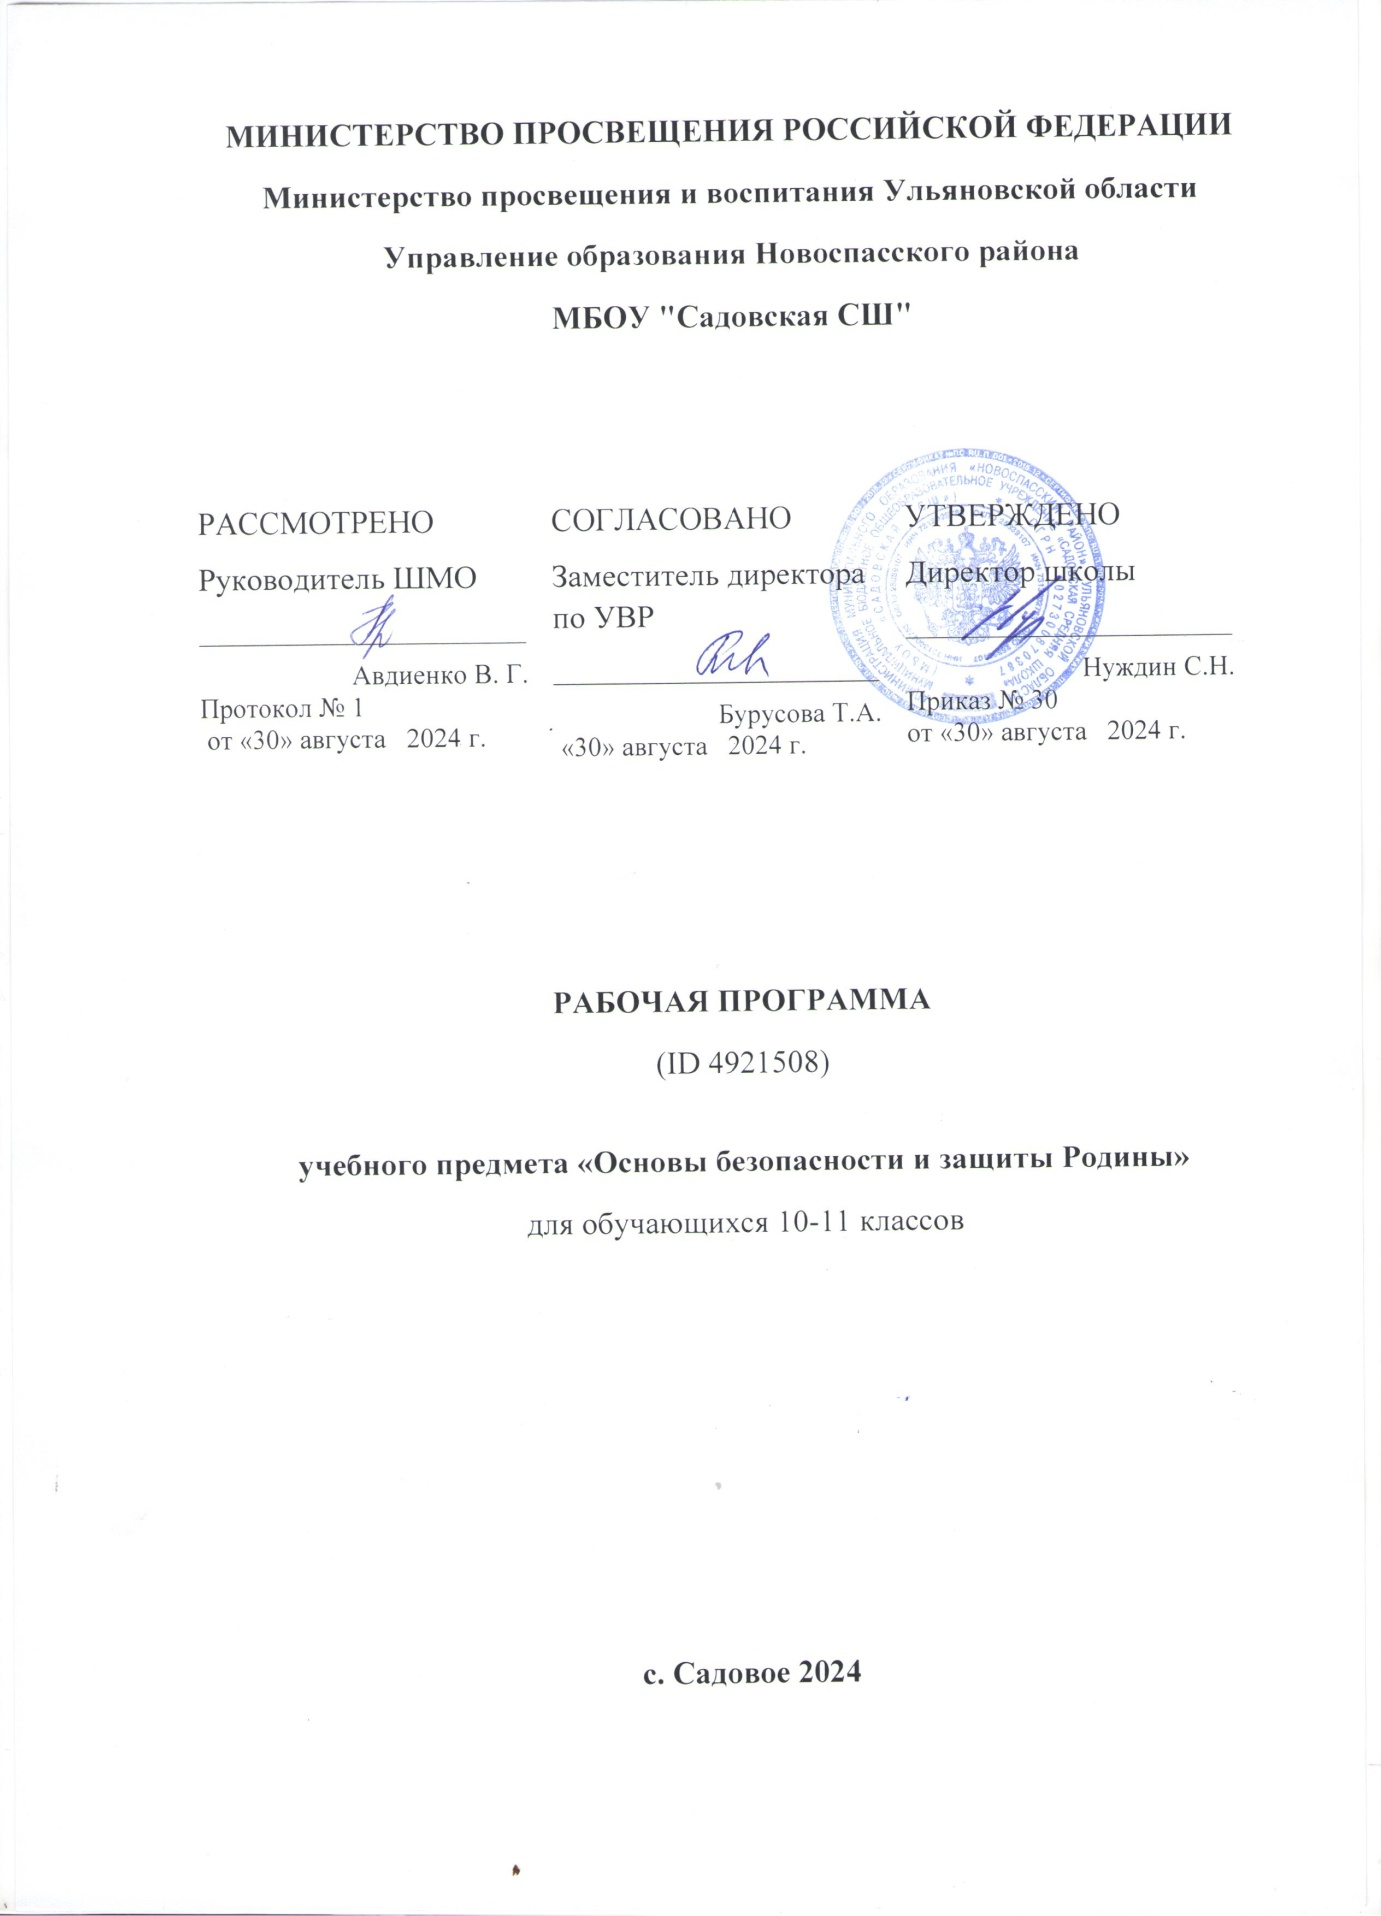 МИНИСТЕРСТВО ПРОСВЕЩЕНИЯ РОССИЙСКОЙ ФЕДЕРАЦИИ
Министерство просвещения и воспитания Ульяновской области
Управление образования Новоспасского района
МБОУ "Садовская СШ"
РАССМОТРЕНО
Руководитель ШМО
Авдиенко В. Г.
Протокол № 1
от «30» августа 2024 г.
СОГЛАСОВАНО
Заместитель директора
по УВР
Бурусова Т.А.
«30» августа 2024 г.
УТВЕРЖДЕНО
Директор школы
Нуждин С.Н.
Приказ № 30
от «30» августа 2024 г.
РАБОЧАЯ ПРОГРАММА
(ID 4921508)
учебного предмета «Основы безопасности и защиты Родины»
для обучающихся 10-11 классов
с. Садовое 2024